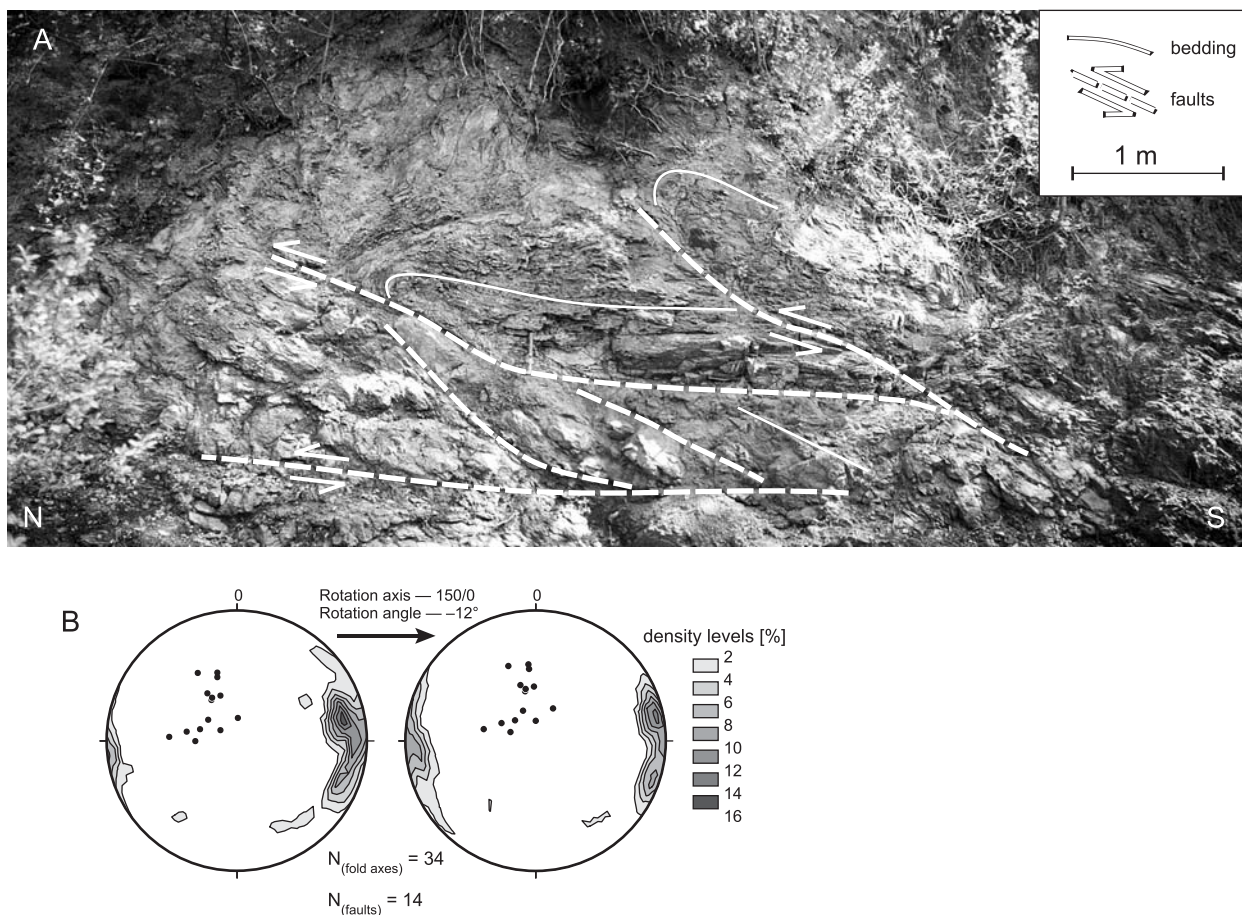 A
bedding
faults
1 m
N
S
B
0
Rotation axis — 150/0
Rotation angle — –12°
0
density levels [%]
2
4
6
8
10
12
14
16
N(fold axes) = 34
N(faults) = 14